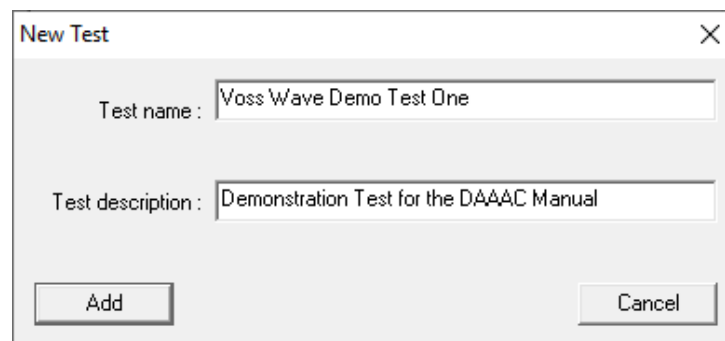 New Test
Test name : Voss Wave Demo Test One
Test description : Demonstration Test for the DAAAC Manual
Add Cancel